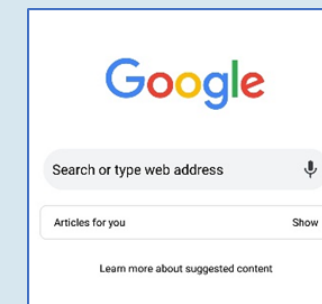 Google
Search or type web address
Articles for you Show
Learn more about suggested content